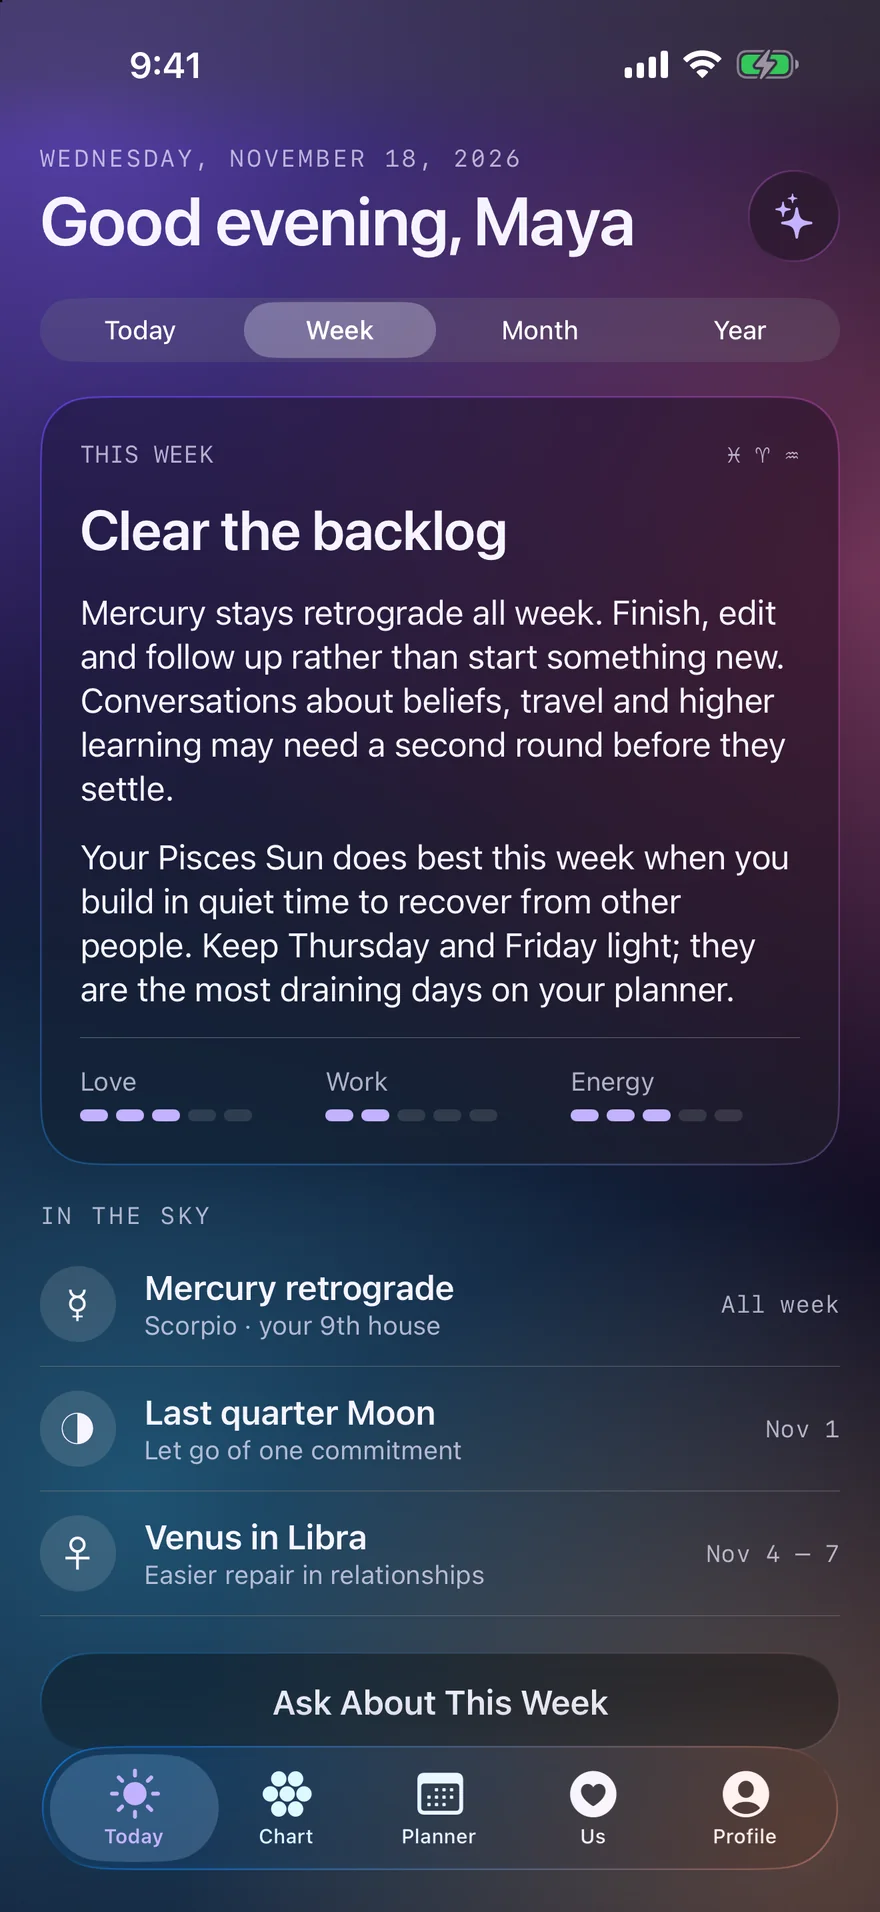 9:41
WEDNESDAY, NOVEMBER 18, 2026
Good evening, Maya
Today Week Month Year
THIS WEEK ♓︎ ♈︎ ♒︎
Clear the backlog
Mercury stays retrograde all week. Finish, edit
and follow up rather than start something new.
Conversations about beliefs, travel and higher
learning may need a second round before they
settle.
Your Pisces Sun does best this week when you
build in quiet time to recover from other
people. Keep Thursday and Friday light; they
are the most draining days on your planner.
Love Work Energy
IN THE SKY
Mercury retrograde
Scorpio · your 9th house
All week
Last quarter Moon
Let go of one commitment
Nov 1
Venus in Libra
Easier repair in relationships
Nov 4 – 7
Ask About This Week
Today Chart Planner Us Profile